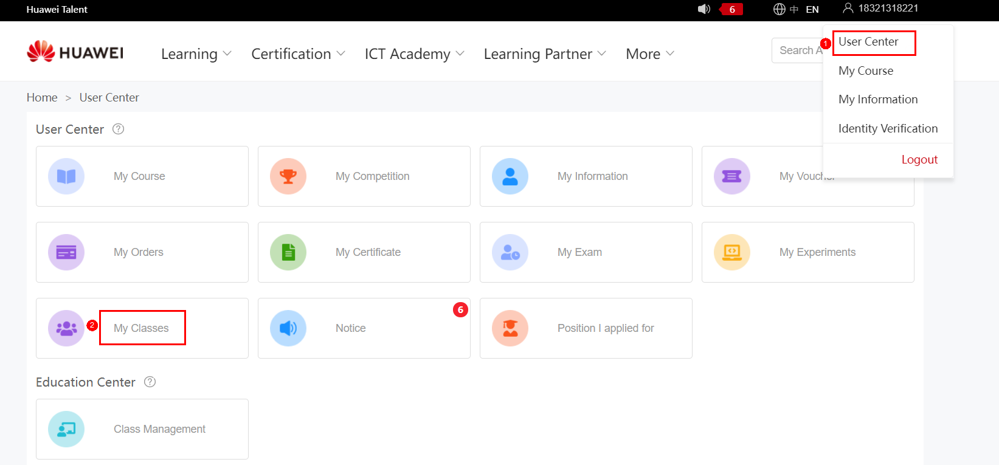 Huawei Talent
6
中 EN
18321318221
HUAWEI
Learning
Certification
ICT Academy
Learning Partner
More
Search A
1
User Center
My Course
My Information
Identity Verification
Logout
Home > User Center
User Center ?
My Course
My Competition
My Information
My Voucher
My Orders
My Certificate
My Exam
My Experiments
2
My Classes
Notice
6
Position I applied for
Education Center ?
Class Management